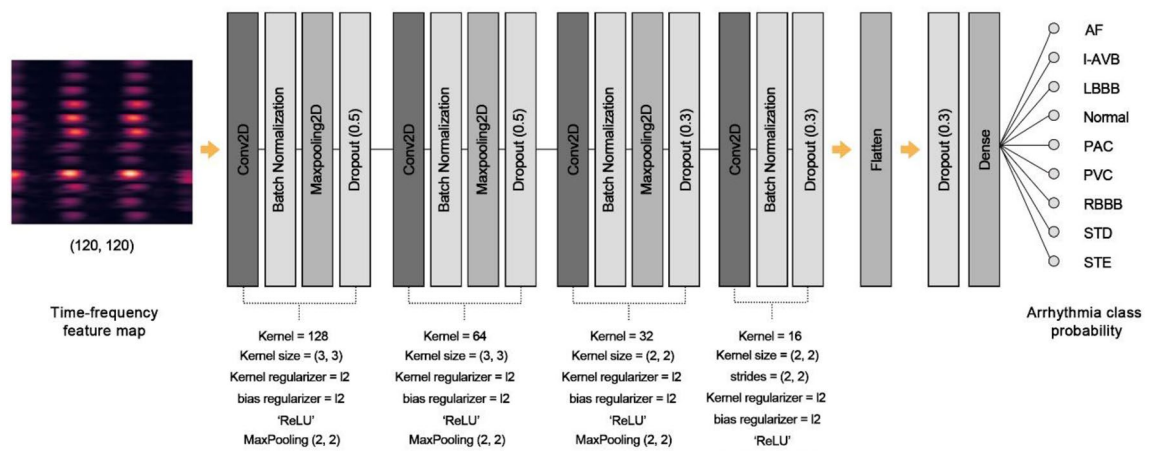 (120, 120)
Time-frequency
feature map
Conv2D
Batch Normalization
Maxpooling2D
Dropout (0.5)
Kernel = 128
Kernel size = (3, 3)
Kernel regularizer = l2
bias regularizer = l2
‘ReLU’
MaxPooling (2, 2)
Conv2D
Batch Normalization
Maxpooling2D
Dropout (0.5)
Kernel = 64
Kernel size = (3, 3)
Kernel regularizer = l2
bias regularizer = l2
‘ReLU’
MaxPooling (2, 2)
Conv2D
Batch Normalization
Maxpooling2D
Dropout (0.3)
Kernel = 32
Kernel size = (2, 2)
Kernel regularizer = l2
bias regularizer = l2
‘ReLU’
MaxPooling (2, 2)
Conv2D
Batch Normalization
Dropout (0.3)
Kernel = 16
Kernel size = (2, 2)
strides = (2, 2)
Kernel regularizer = l2
bias regularizer = l2
‘ReLU’
Flatten
Dropout (0.3)
Dense
AF
I-AVB
LBBB
Normal
PAC
PVC
RBBB
STD
STE
Arrhythmia class
probability